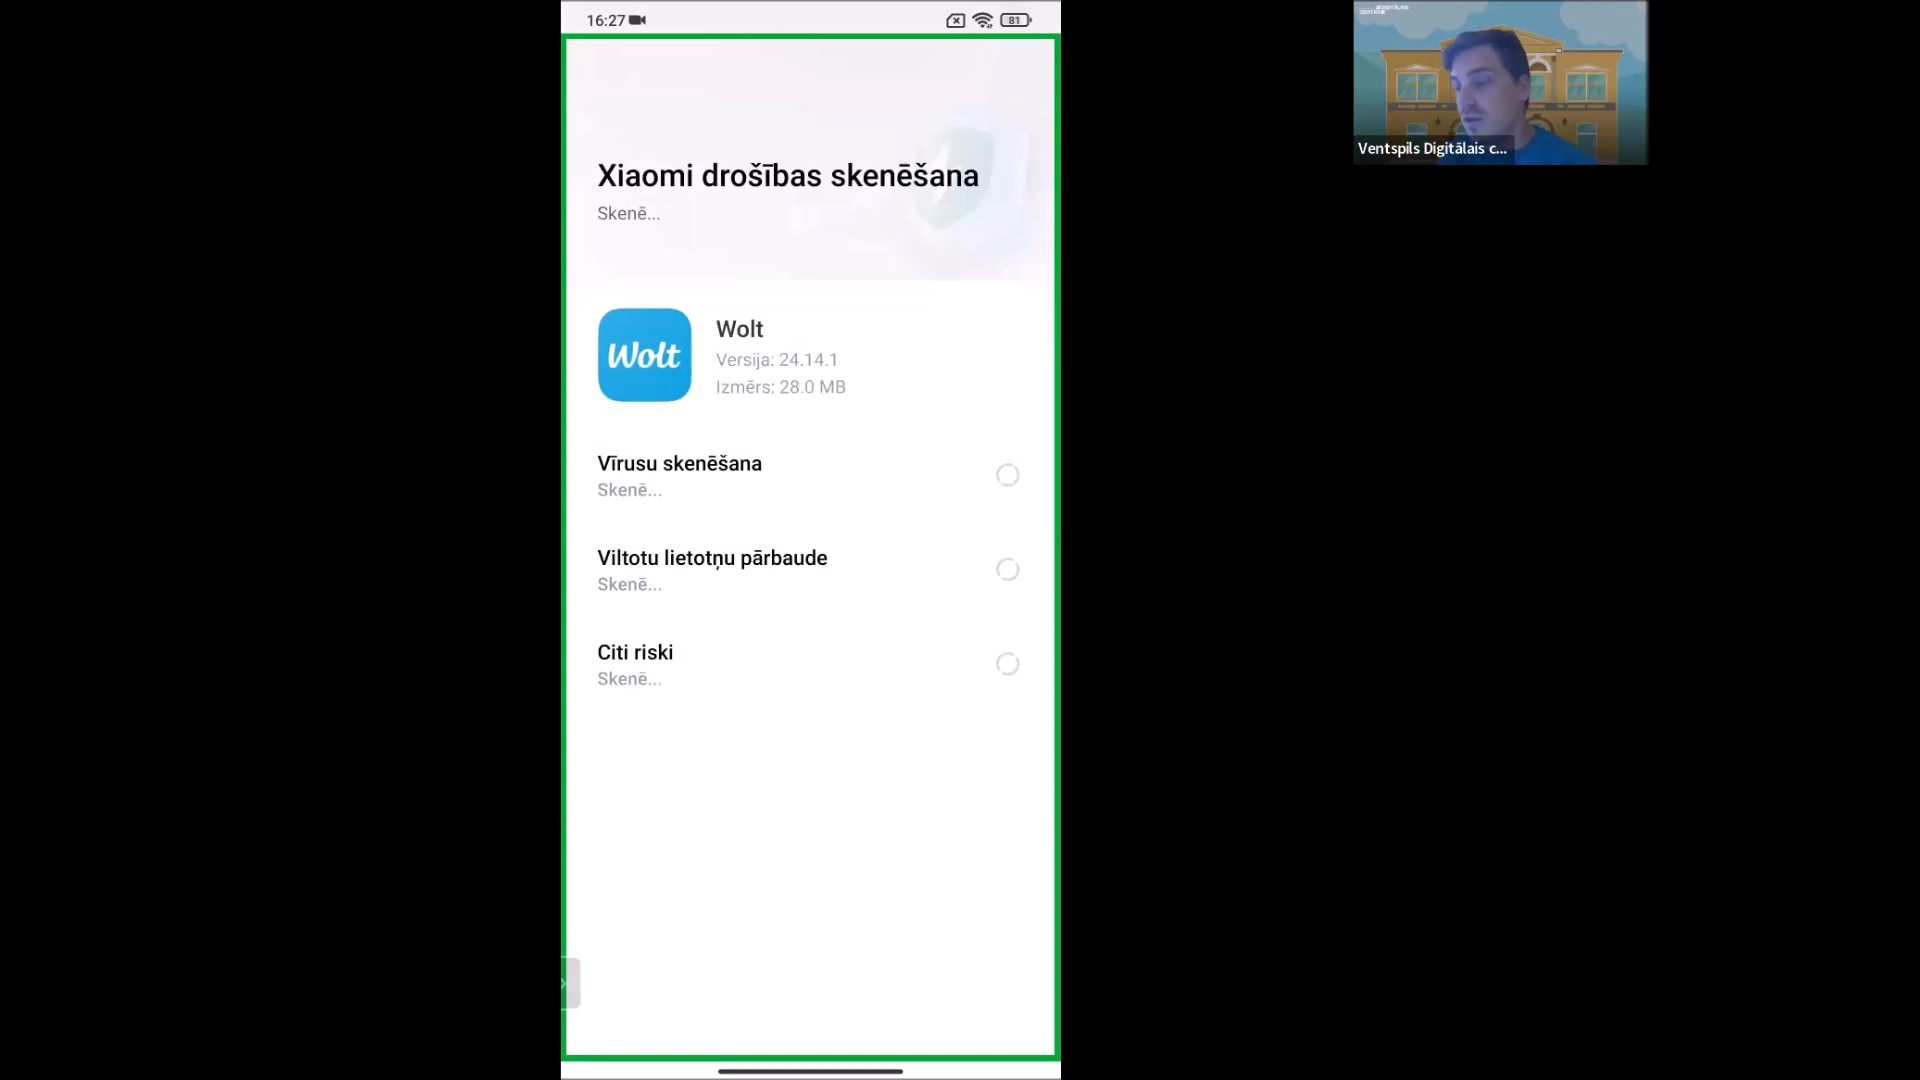 16:27
81
Xiaomi drošības skenēšana
Skenē...
Wolt
Wolt
Versija: 24.14.1
Izmērs: 28.0 MB
Vīrusu skenēšana
Skenē...
Viltotu lietotņu pārbaude
Skenē...
Citi riski
Skenē...
Ventspils Digitālais c...